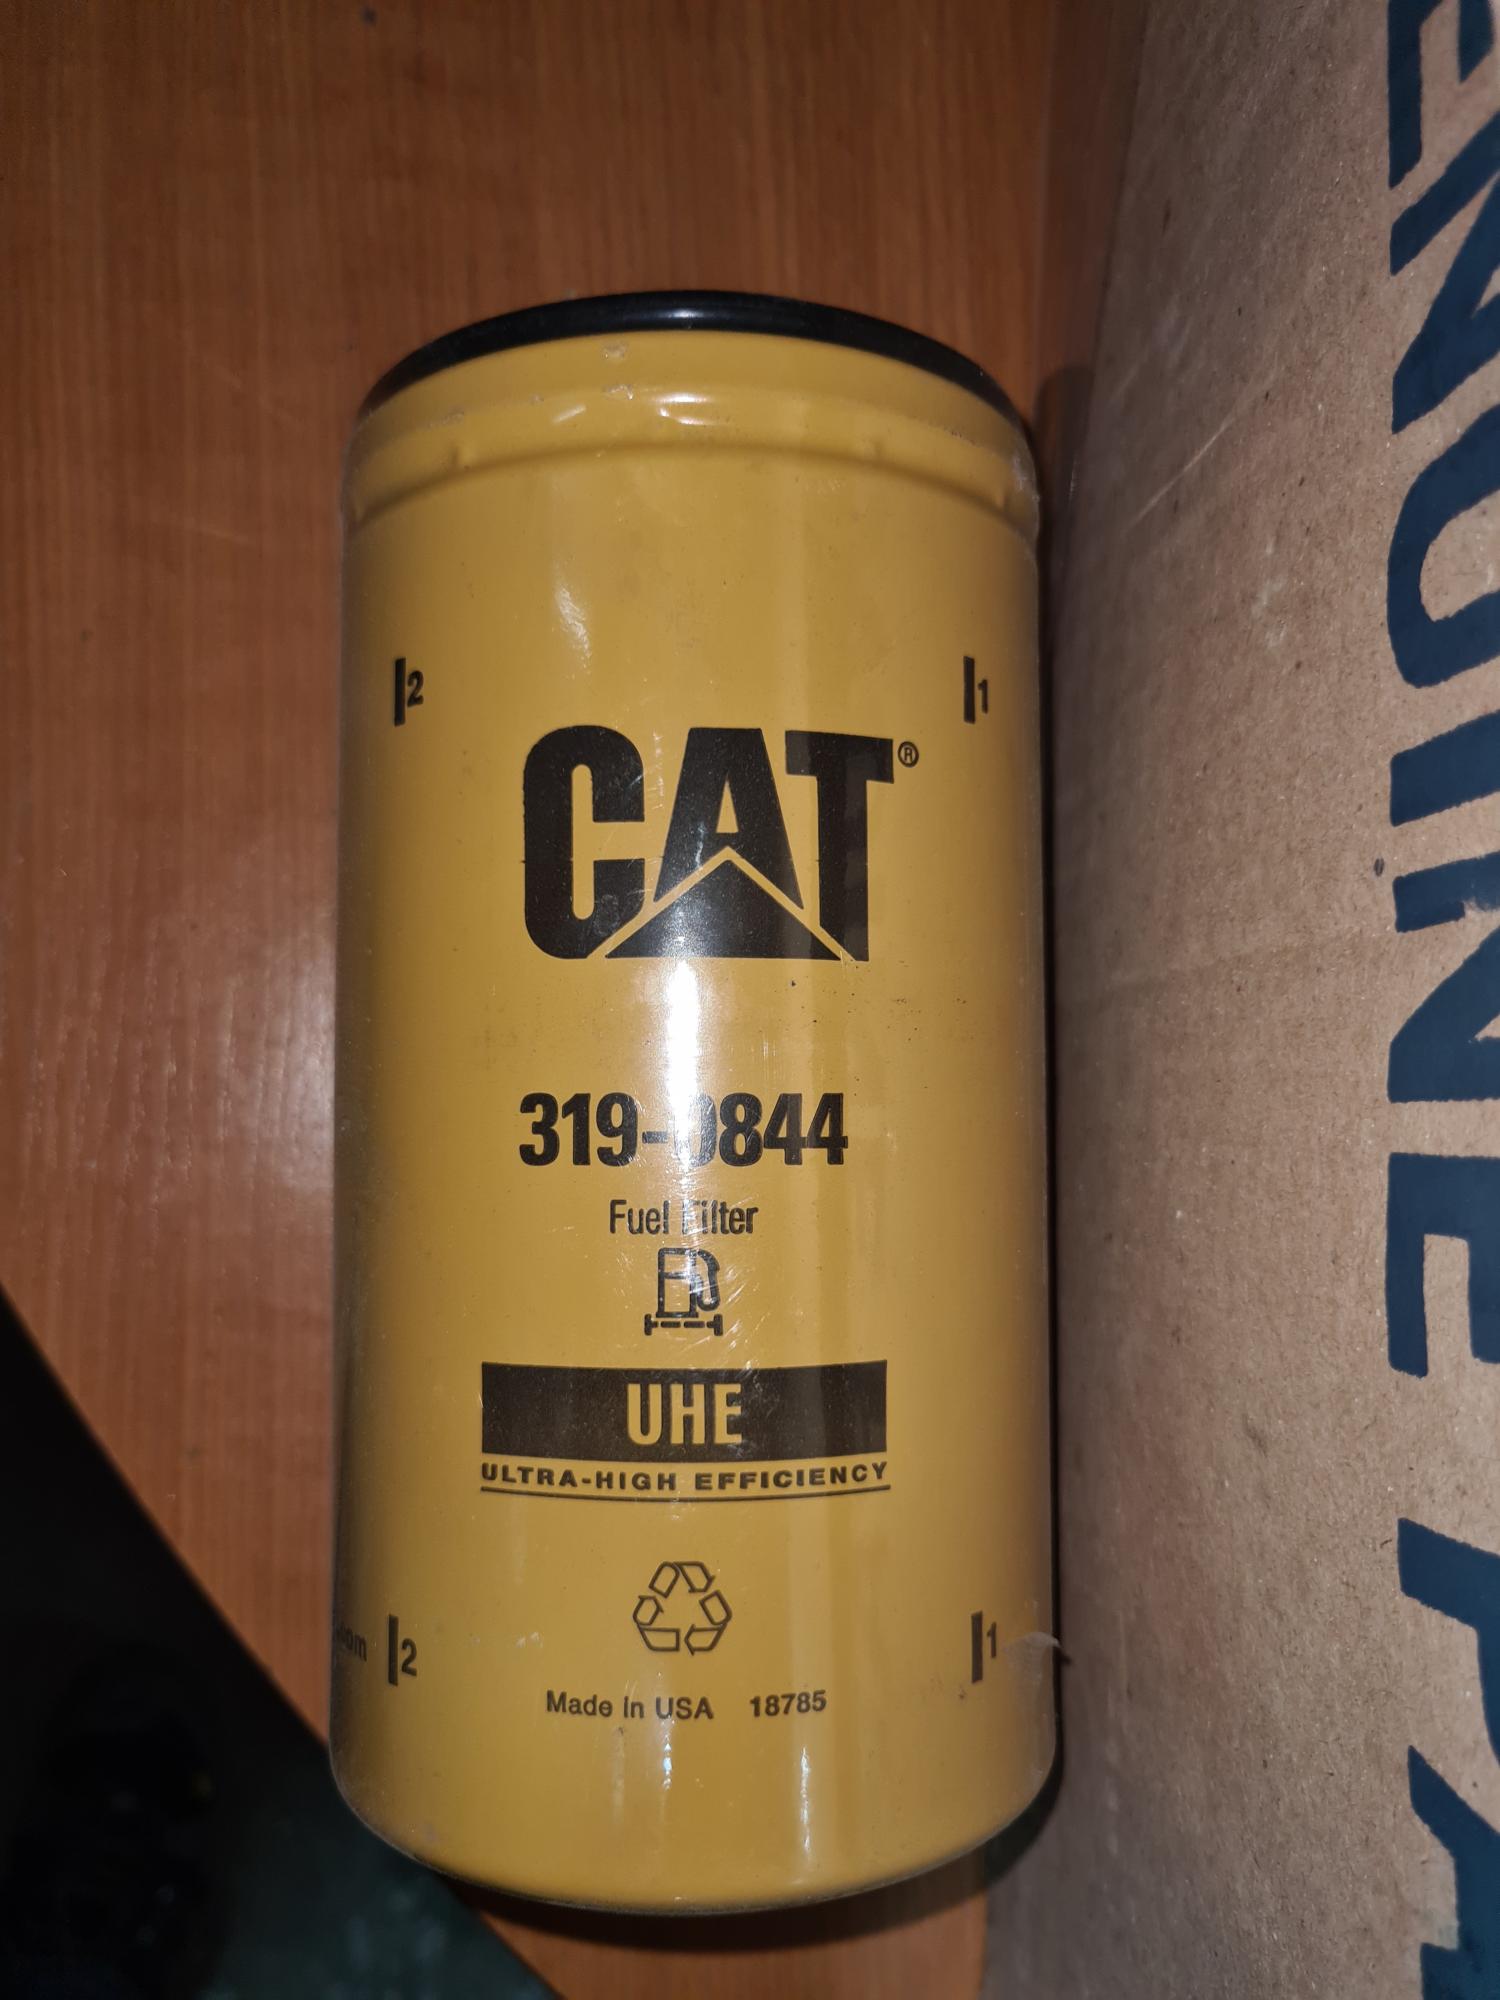 2
1
CAT®
319-0844
Fuel Filter
UHE
ULTRA-HIGH EFFICIENCY
2
1
Made in USA 18785